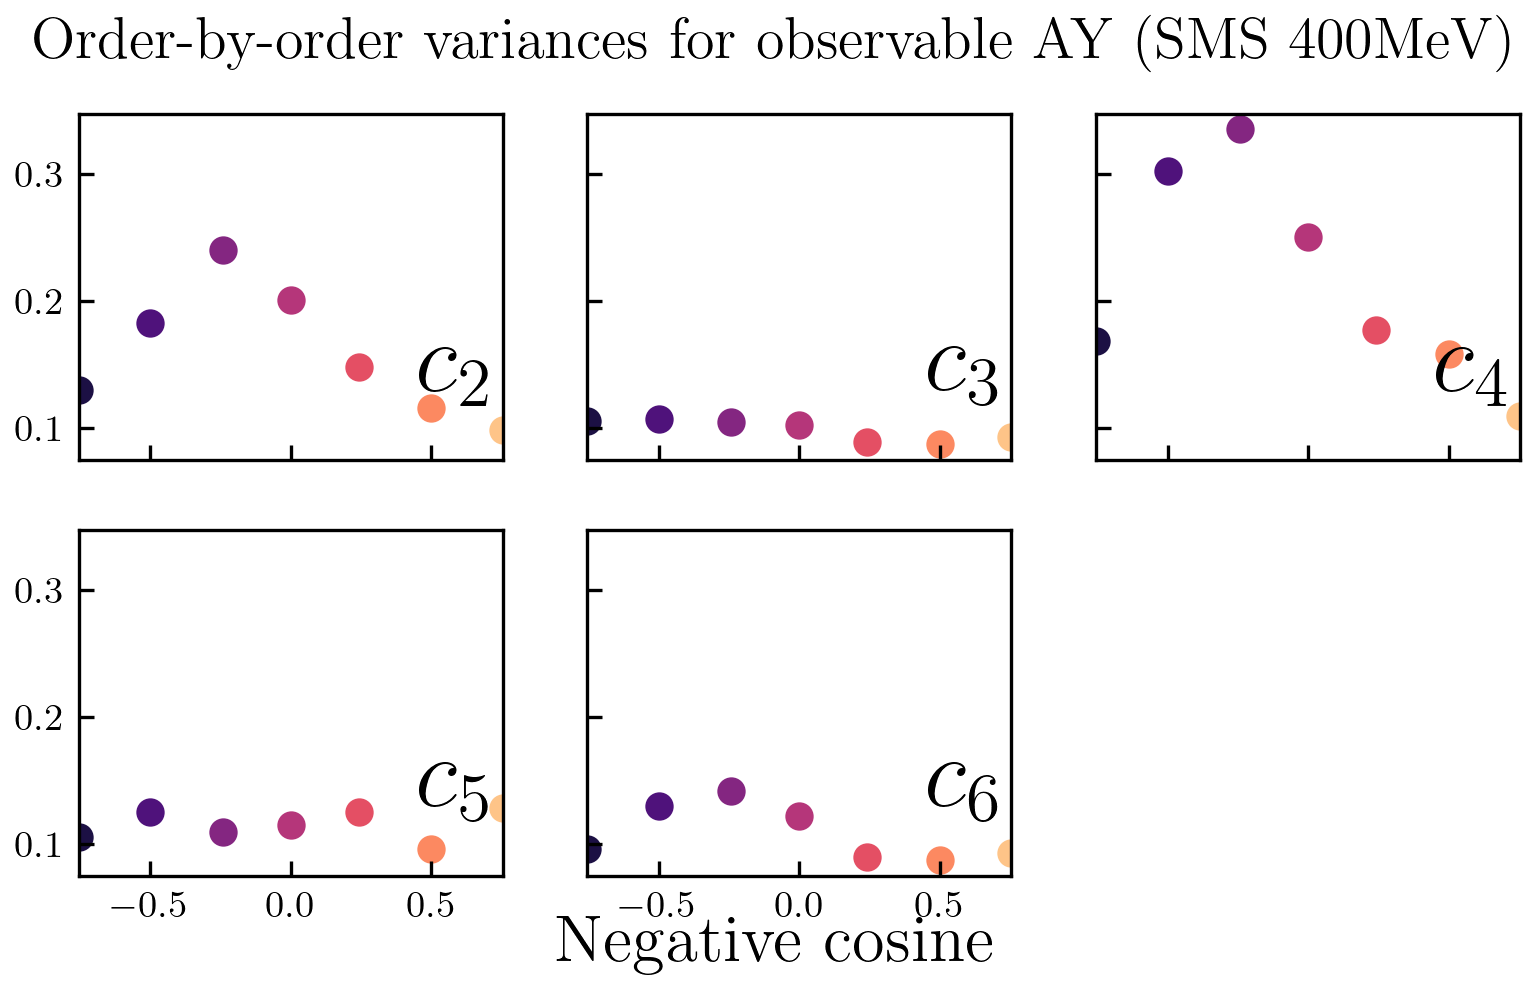 Order-by-order variances for observable AY (SMS 400MeV)
0.3
0.2
0.1
c₂
c₃
c₄
0.3
0.2
0.1
c₅
c₆
−0.5 0.0 0.5
−0.5 0.0 0.5
Negative cosine